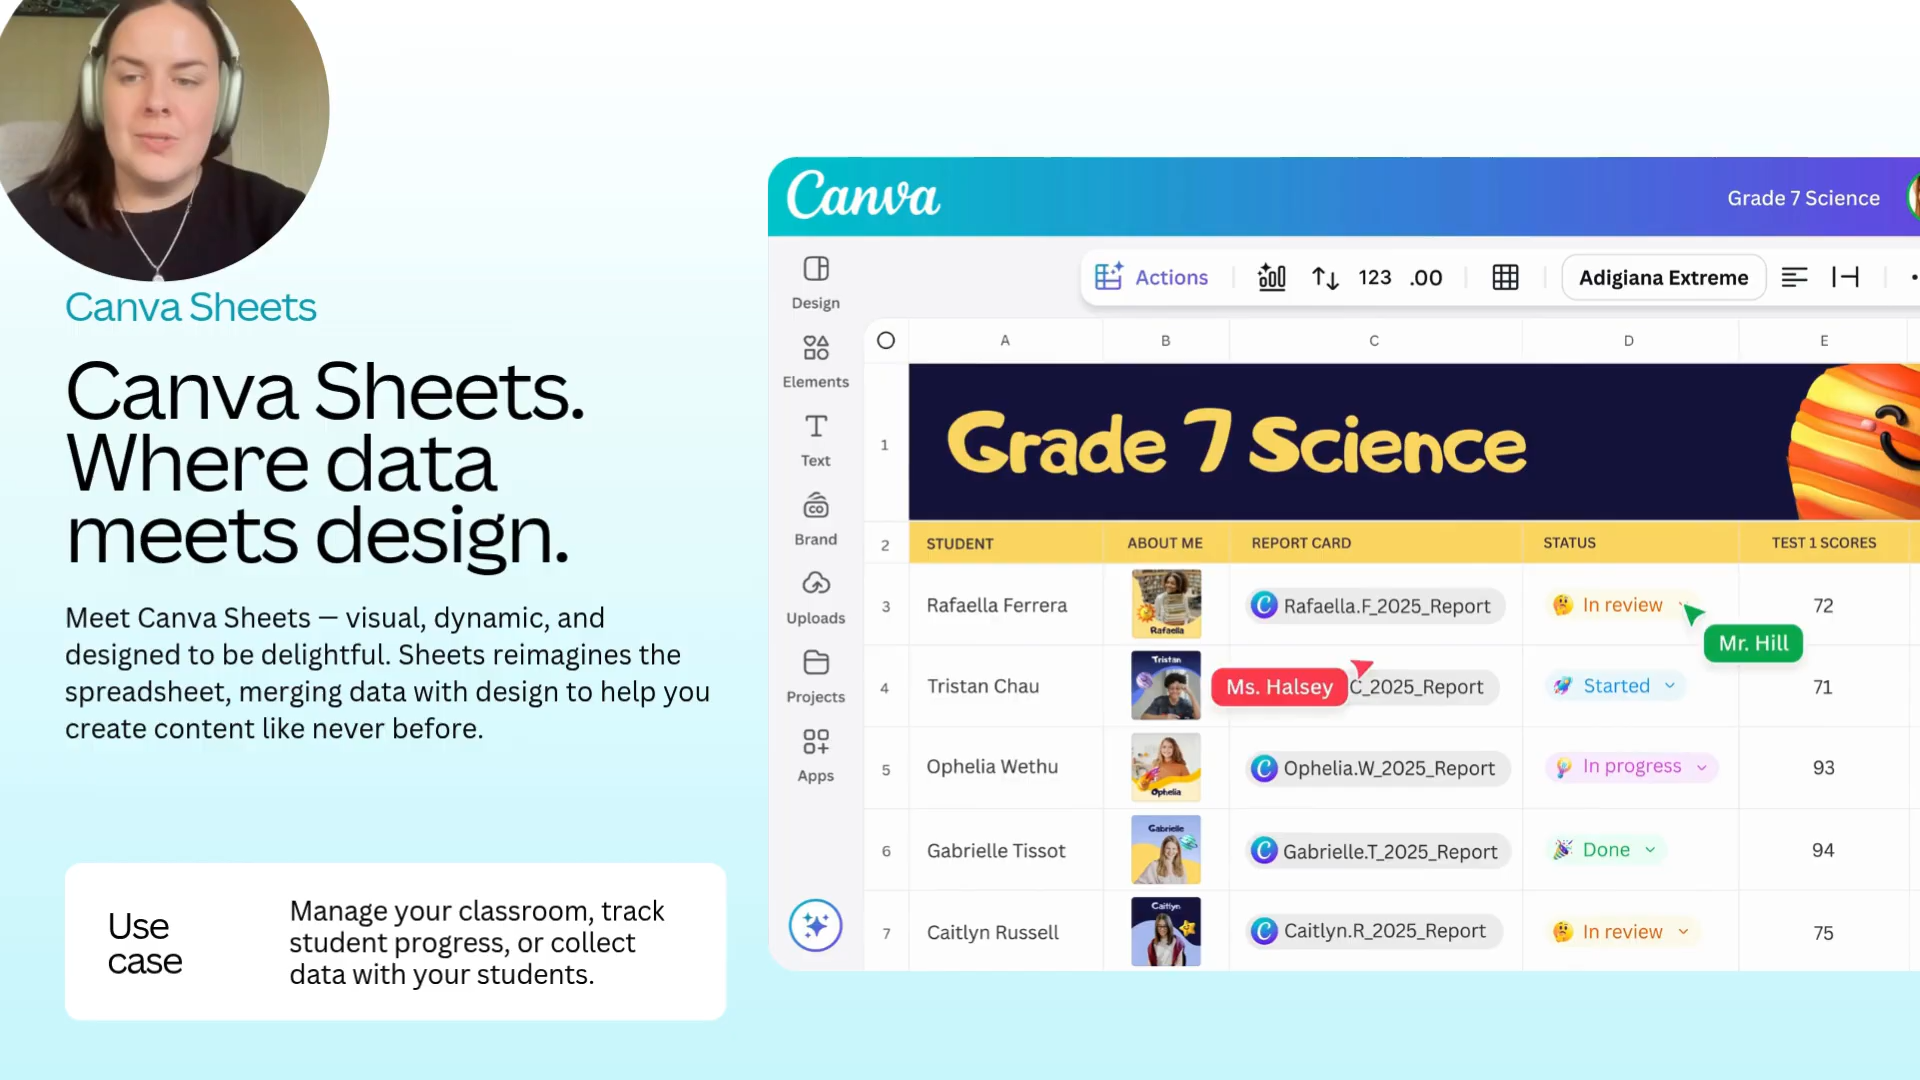 Canva Sheets
Canva Sheets.
Where data
meets design.
Meet Canva Sheets — visual, dynamic, and
designed to be delightful. Sheets reimagines the
spreadsheet, merging data with design to help you
create content like never before.
Use
case
Manage your classroom, track
student progress, or collect
data with your students.
Canva
Grade 7 Science
Design
Elements
Text
Brand
Uploads
Projects
Apps
Actions
123 .00
Adigiana Extreme
A B C D E
1 Grade 7 Science
2 STUDENT ABOUT ME REPORT CARD STATUS TEST 1 SCORES
3 Rafaella Ferrera Rafaella Rafaella.F_2025_Report In review 72
Mr. Hill
4 Tristan Chau Tristan Ms. Halsey C_2025_Report Started 71
5 Ophelia Wethu Ophelia Ophelia.W_2025_Report In progress 93
6 Gabrielle Tissot Gabrielle Gabrielle.T_2025_Report Done 94
7 Caitlyn Russell Caitlyn Caitlyn.R_2025_Report In review 75